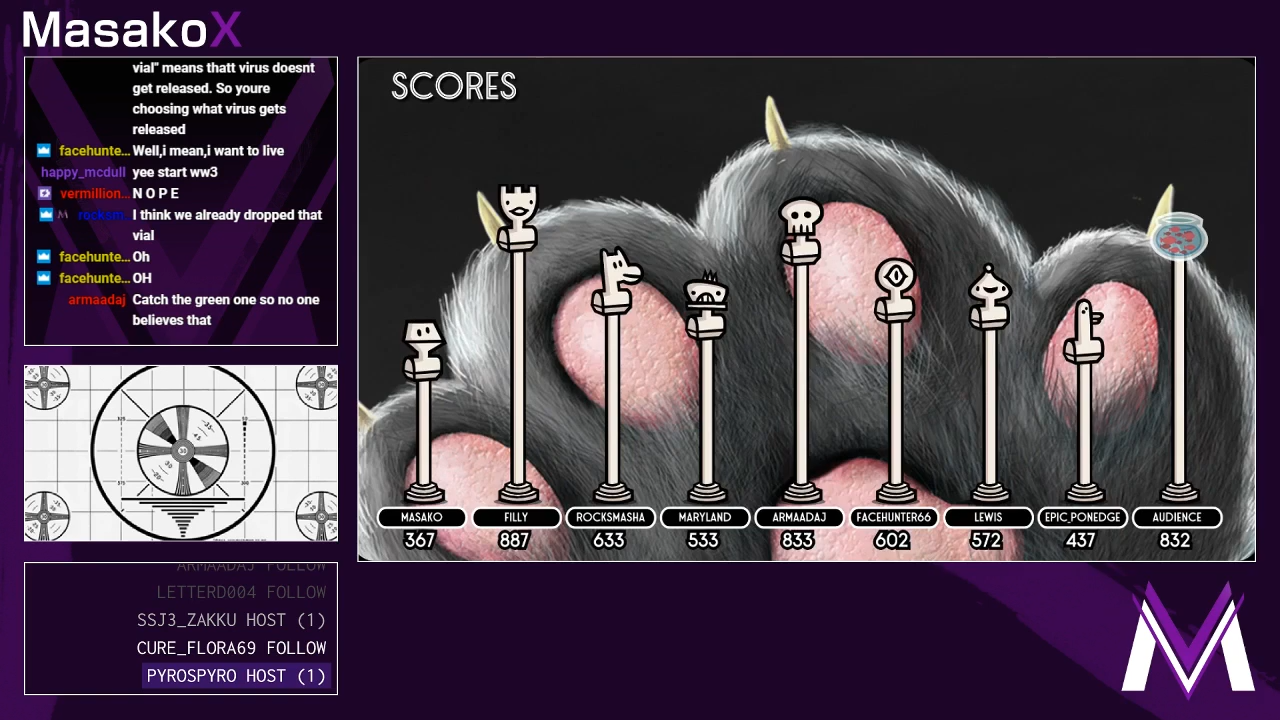 MasakoX
vial" means thatt virus doesnt
get released. So youre
choosing what virus gets
released
facehunte... Well,i mean,i want to live
happy_mcdull yee start ww3
vermillion... N O P E
rocksm... I think we already dropped that
vial
facehunte... Oh
facehunte... OH
armaadaj Catch the green one so no one
believes that
SCORES
MASAKO FILLY ROCKSMASHA MARYLAND ARMAADAJ FACEHUNTER66 LEWIS EPIC_PONEDGE AUDIENCE
367 887 633 533 833 602 572 437 832
ARMAADAJ FOLLOW
LETTERD004 FOLLOW
SSJ3_ZAKKU HOST (1)
CURE_FLORA69 FOLLOW
PYROSPYRO HOST (1)